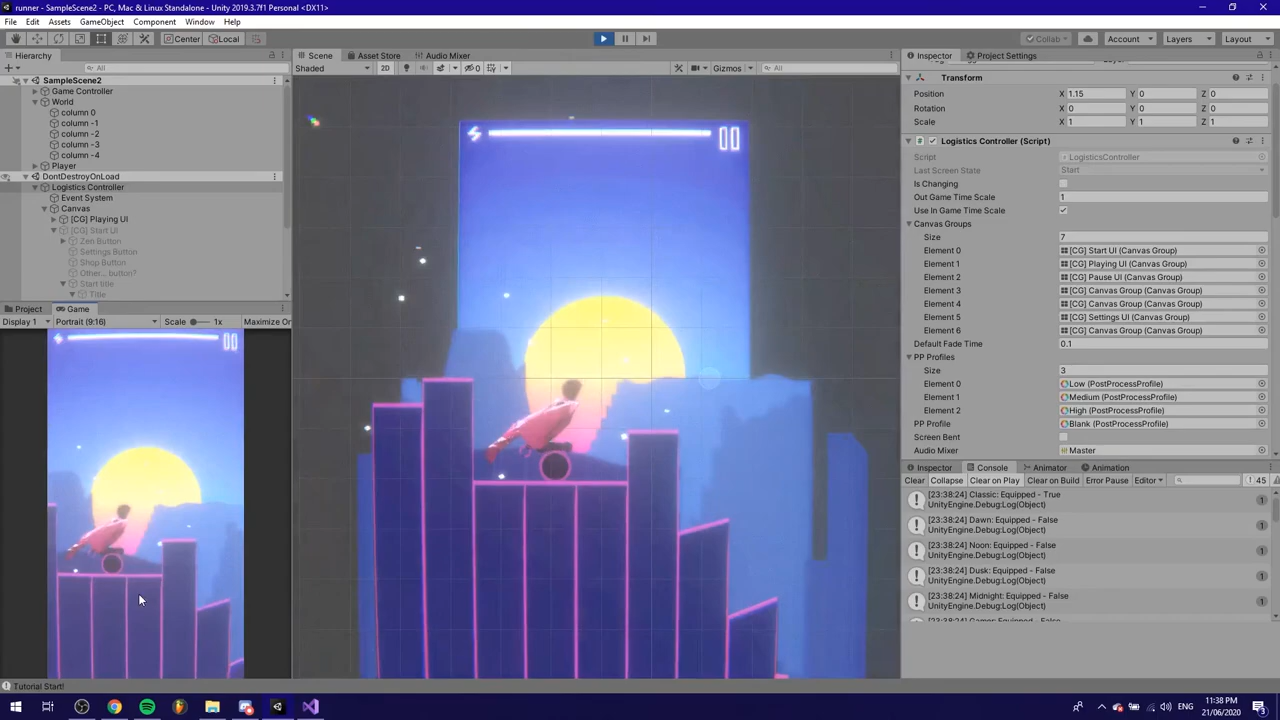 runner - SampleScene2 - PC, Mac & Linux Standalone - Unity 2019.3.7f1 Personal <DX11>
File Edit Assets GameObject Component Window Help
Center Local Collab Account Layers Layout
Hierarchy
All
SampleScene2
Game Controller
World
column 0
column -1
column -2
column -3
column -4
Player
DontDestroyOnLoad
Logistics Controller
Event System
Canvas
[CG] Playing UI
[CG] Start UI
Zen Button
Settings Button
Shop Button
Other... button?
Start title
Title
Project Game
Display 1 Portrait (9:16) Scale 1x Maximize On
Scene Asset Store Audio Mixer
Shaded 2D 0 Gizmos All
Inspector Project Settings
Transform
Position X 1.15 Y 0 Z 0
Rotation X 0 Y 0 Z 0
Scale X 1 Y 1 Z 1
Logistics Controller (Script)
Script LogisticsController
Last Screen State Start
Is Changing
Out Game Time Scale 1
Use In Game Time Scale
Canvas Groups
Size 7
Element 0 [CG] Start UI (Canvas Group)
Element 1 [CG] Playing UI (Canvas Group)
Element 2 [CG] Pause UI (Canvas Group)
Element 3 [CG] Canvas Group (Canvas Group)
Element 4 [CG] Canvas Group (Canvas Group)
Element 5 [CG] Settings UI (Canvas Group)
Element 6 [CG] Canvas Group (Canvas Group)
Default Fade Time 0.1
PP Profiles
Size 3
Element 0 Low (PostProcessProfile)
Element 1 Medium (PostProcessProfile)
Element 2 High (PostProcessProfile)
PP Profile Blank (PostProcessProfile)
Screen Bent
Audio Mixer Master
Inspector Console Animator Animation
Clear Collapse Clear on Play Clear on Build Error Pause Editor 45
[23:38:24] Classic: Equipped - True
UnityEngine.Debug:Log(Object)
1
[23:38:24] Dawn: Equipped - False
UnityEngine.Debug:Log(Object)
1
[23:38:24] Noon: Equipped - False
UnityEngine.Debug:Log(Object)
1
[23:38:24] Dusk: Equipped - False
UnityEngine.Debug:Log(Object)
1
[23:38:24] Midnight: Equipped - False
UnityEngine.Debug:Log(Object)
1
Tutorial Start!
ENG
11:38 PM
21/06/2020
3